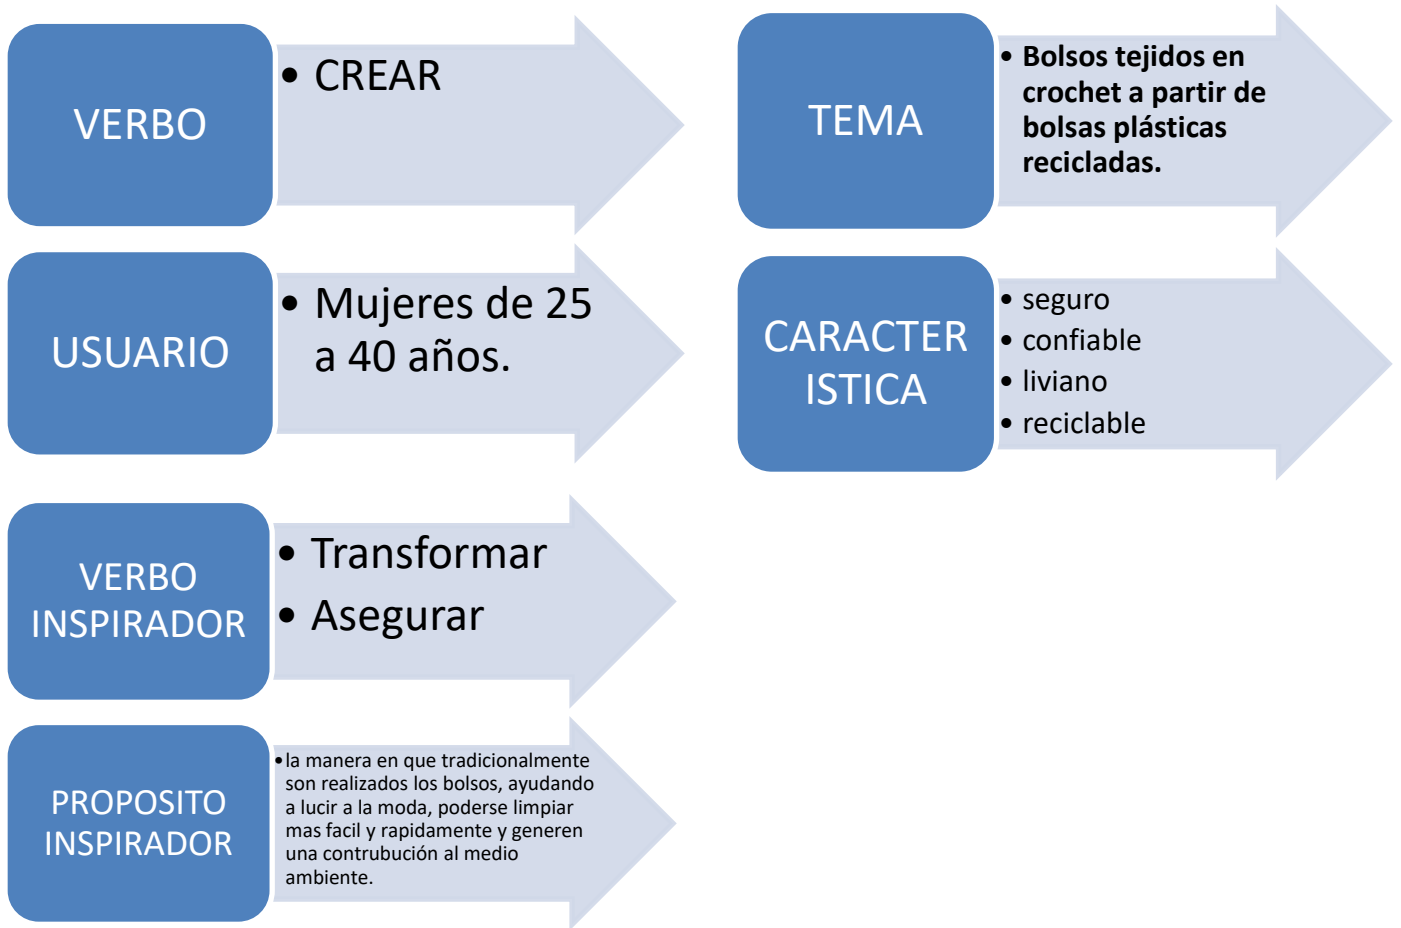 VERBO
• CREAR
TEMA
• Bolsos tejidos en
crochet a partir de
bolsas plásticas
recicladas.
USUARIO
• Mujeres de 25
a 40 años.
CARACTER
ISTICA
• seguro
• confiable
• liviano
• reciclable
VERBO
INSPIRADOR
• Transformar
• Asegurar
PROPOSITO
INSPIRADOR
• la manera en que tradicionalmente
son realizados los bolsos, ayudando
a lucir a la moda, poderse limpiar
mas facil y rapidamente y generen
una contrubución al medio
ambiente.